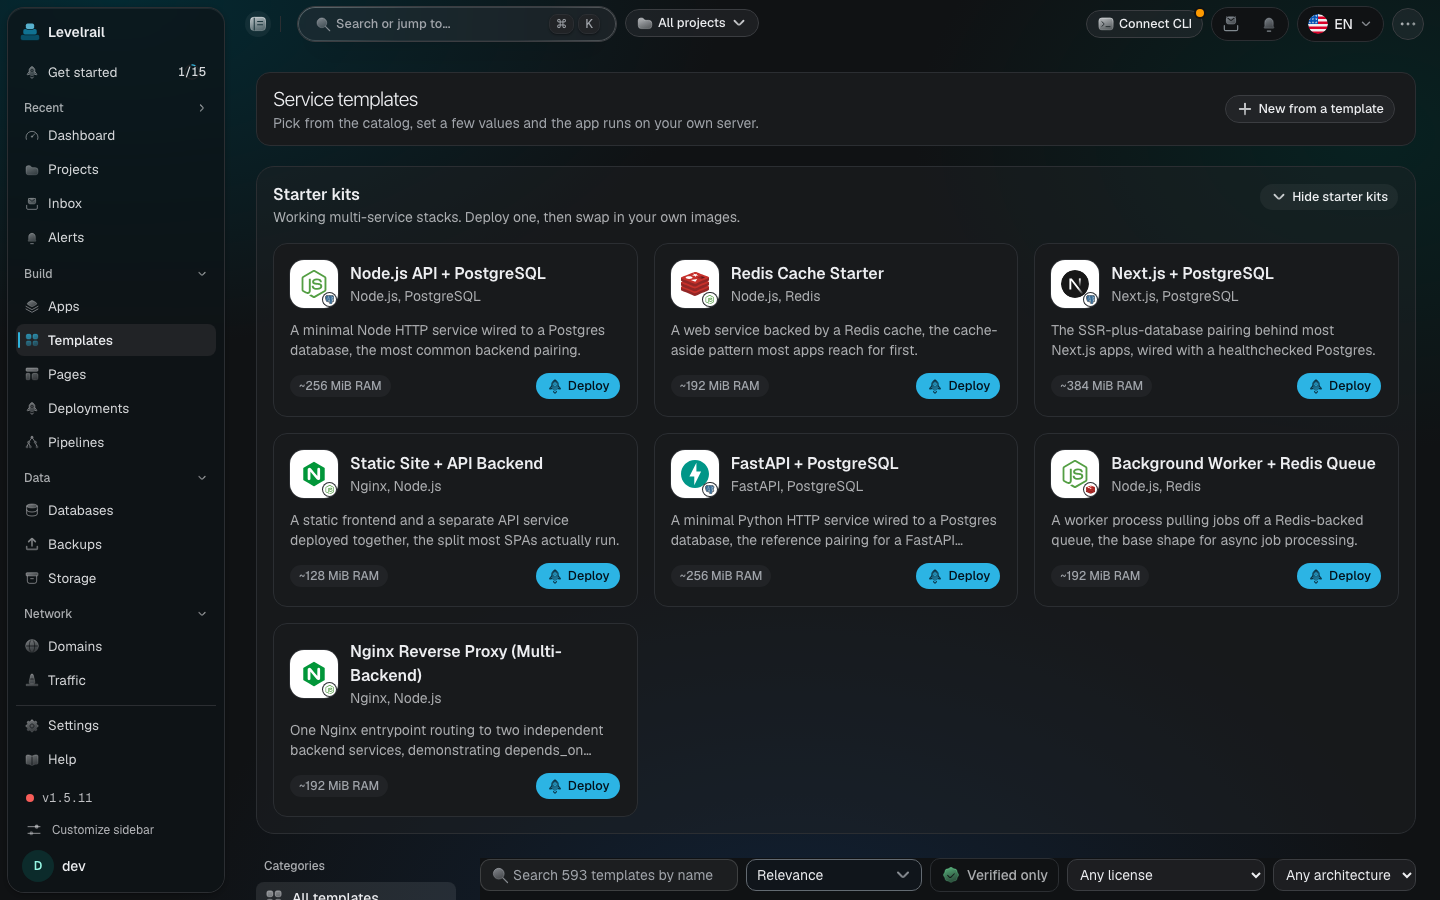 Levelrail
Search or jump to...
⌘
K
All projects
Connect CLI
EN
Get started
1/15
Recent
Dashboard
Projects
Inbox
Alerts
Build
Apps
Templates
Pages
Deployments
Pipelines
Data
Databases
Backups
Storage
Network
Domains
Traffic
Settings
Help
v1.5.11
Customize sidebar
D
dev
Service templates
Pick from the catalog, set a few values and the app runs on your own server.
New from a template
Starter kits
Working multi-service stacks. Deploy one, then swap in your own images.
Hide starter kits
Node.js API + PostgreSQL
Node.js, PostgreSQL
A minimal Node HTTP service wired to a Postgres
database, the most common backend pairing.
~256 MiB RAM
Deploy
Redis Cache Starter
Node.js, Redis
A web service backed by a Redis cache, the cache-
aside pattern most apps reach for first.
~192 MiB RAM
Deploy
Next.js + PostgreSQL
Next.js, PostgreSQL
The SSR-plus-database pairing behind most
Next.js apps, wired with a healthchecked Postgres.
~384 MiB RAM
Deploy
Static Site + API Backend
Nginx, Node.js
A static frontend and a separate API service
deployed together, the split most SPAs actually run.
~128 MiB RAM
Deploy
FastAPI + PostgreSQL
FastAPI, PostgreSQL
A minimal Python HTTP service wired to a Postgres
database, the reference pairing for a FastAPI...
~256 MiB RAM
Deploy
Background Worker + Redis Queue
Node.js, Redis
A worker process pulling jobs off a Redis-backed
queue, the base shape for async job processing.
~192 MiB RAM
Deploy
Nginx Reverse Proxy (Multi-
Backend)
Nginx, Node.js
One Nginx entrypoint routing to two independent
backend services, demonstrating depends_on...
~192 MiB RAM
Deploy
Categories
All templates
Search 593 templates by name
Relevance
Verified only
Any license
Any architecture